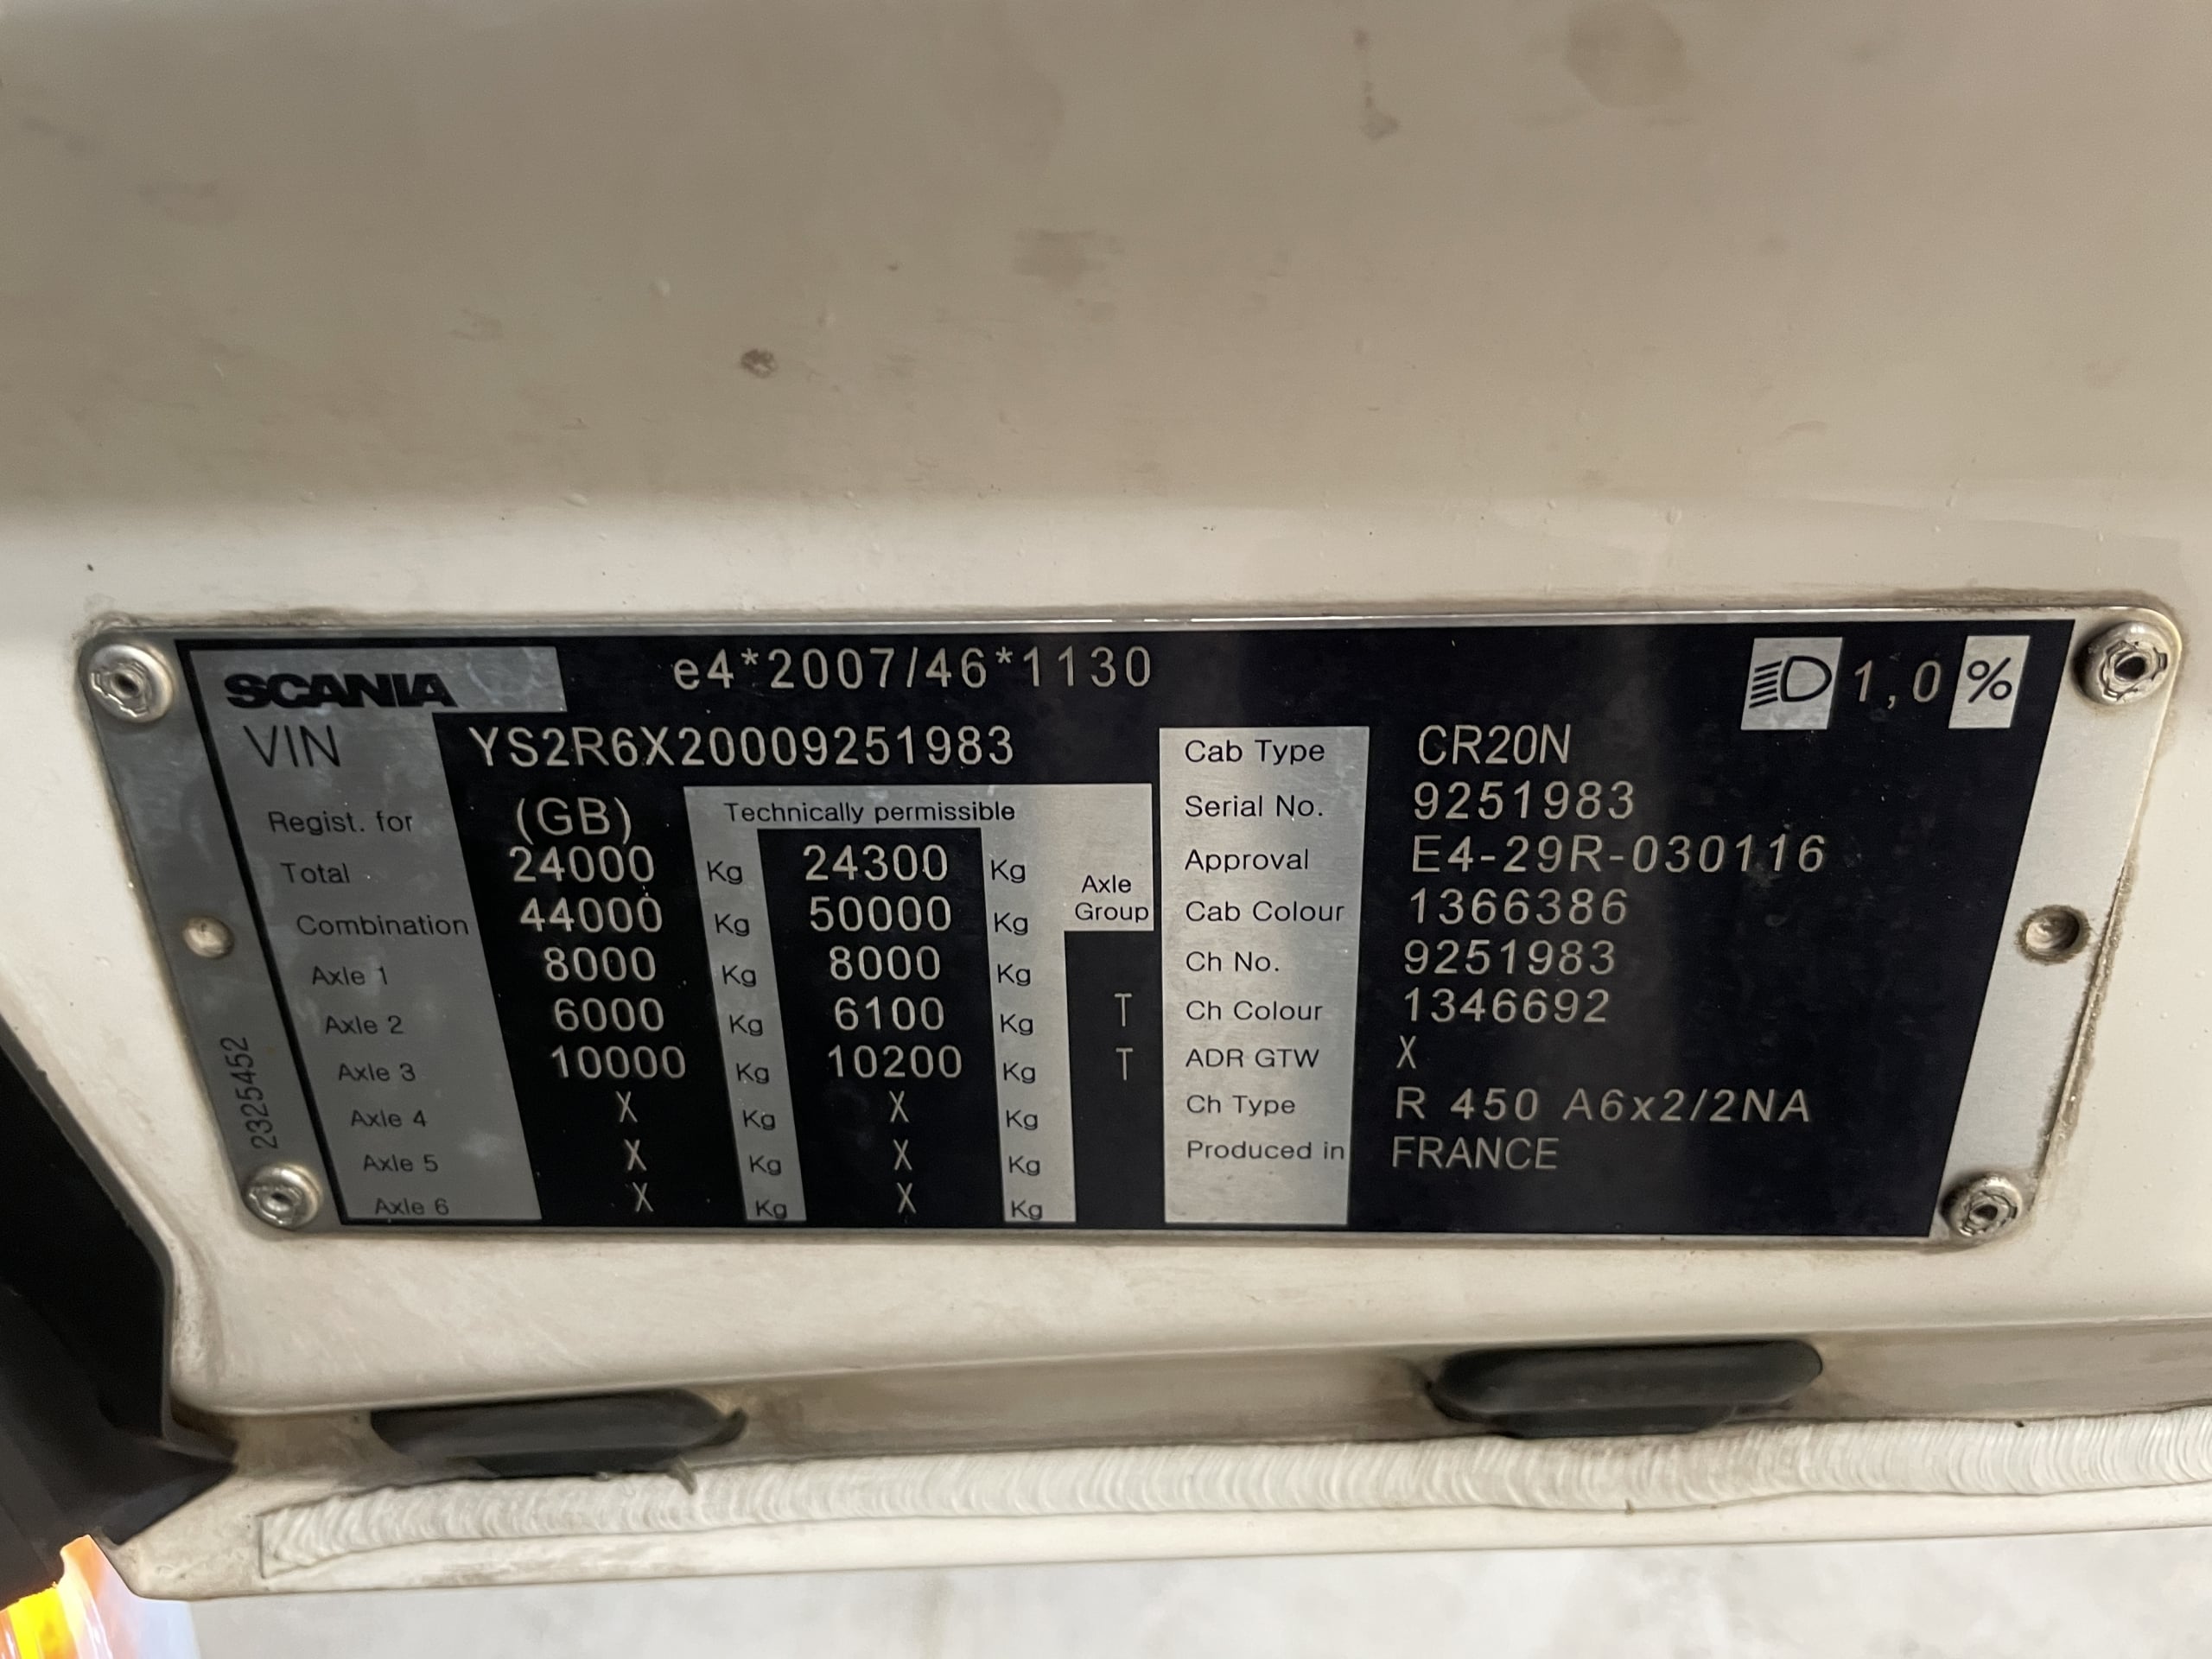 SCANIA e4*2007/46*1130 1,0 %
VIN YS2R6X20009251983
Regist. for (GB) Technically permissible
Total 24000 Kg 24300 Kg
Combination 44000 Kg 50000 Kg Axle Group
Axle 1 8000 Kg 8000 Kg
Axle 2 6000 Kg 6100 Kg T
Axle 3 10000 Kg 10200 Kg T
Axle 4 X Kg X Kg
Axle 5 X Kg X Kg
Axle 6 X Kg X Kg
Cab Type CR20N
Serial No. 9251983
Approval E4-29R-030116
Cab Colour 1366386
Ch No. 9251983
Ch Colour 1346692
ADR GTW X
Ch Type R 450 A6x2/2NA
Produced in FRANCE
2325452